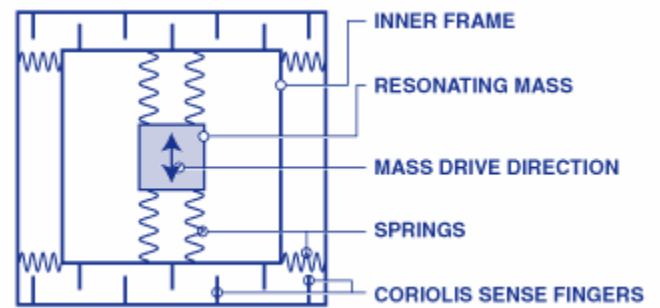 INNER FRAME
RESONATING MASS
MASS DRIVE DIRECTION
SPRINGS
CORIOLIS SENSE FINGERS